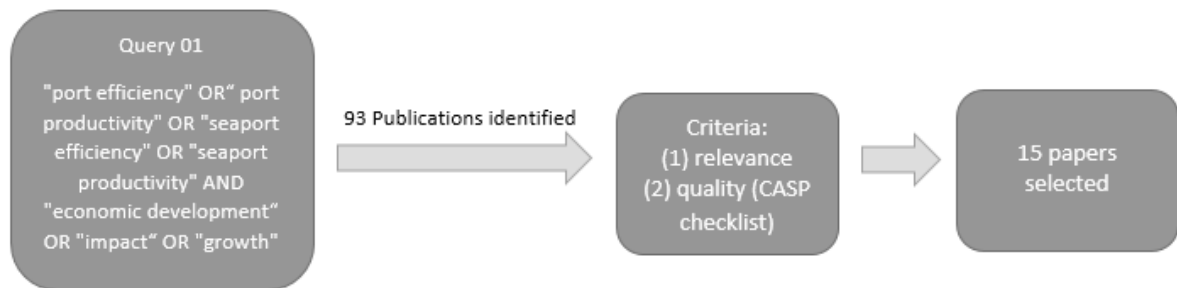 Query 01
"port efficiency" OR“ port
productivity" OR "seaport
efficiency" OR "seaport
productivity" AND
"economic development“
OR "impact“ OR "growth"
93 Publications identified
Criteria:
(1) relevance
(2) quality (CASP
checklist)
15 papers
selected